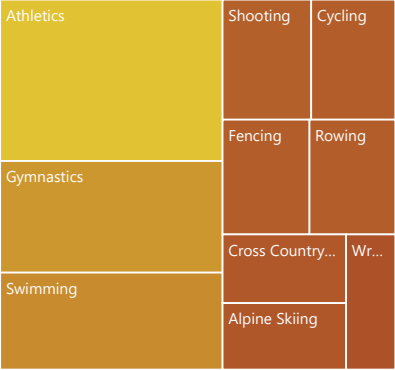 Athletics
Shooting
Cycling
Fencing
Rowing
Gymnastics
Cross Country...
Wr...
Swimming
Alpine Skiing